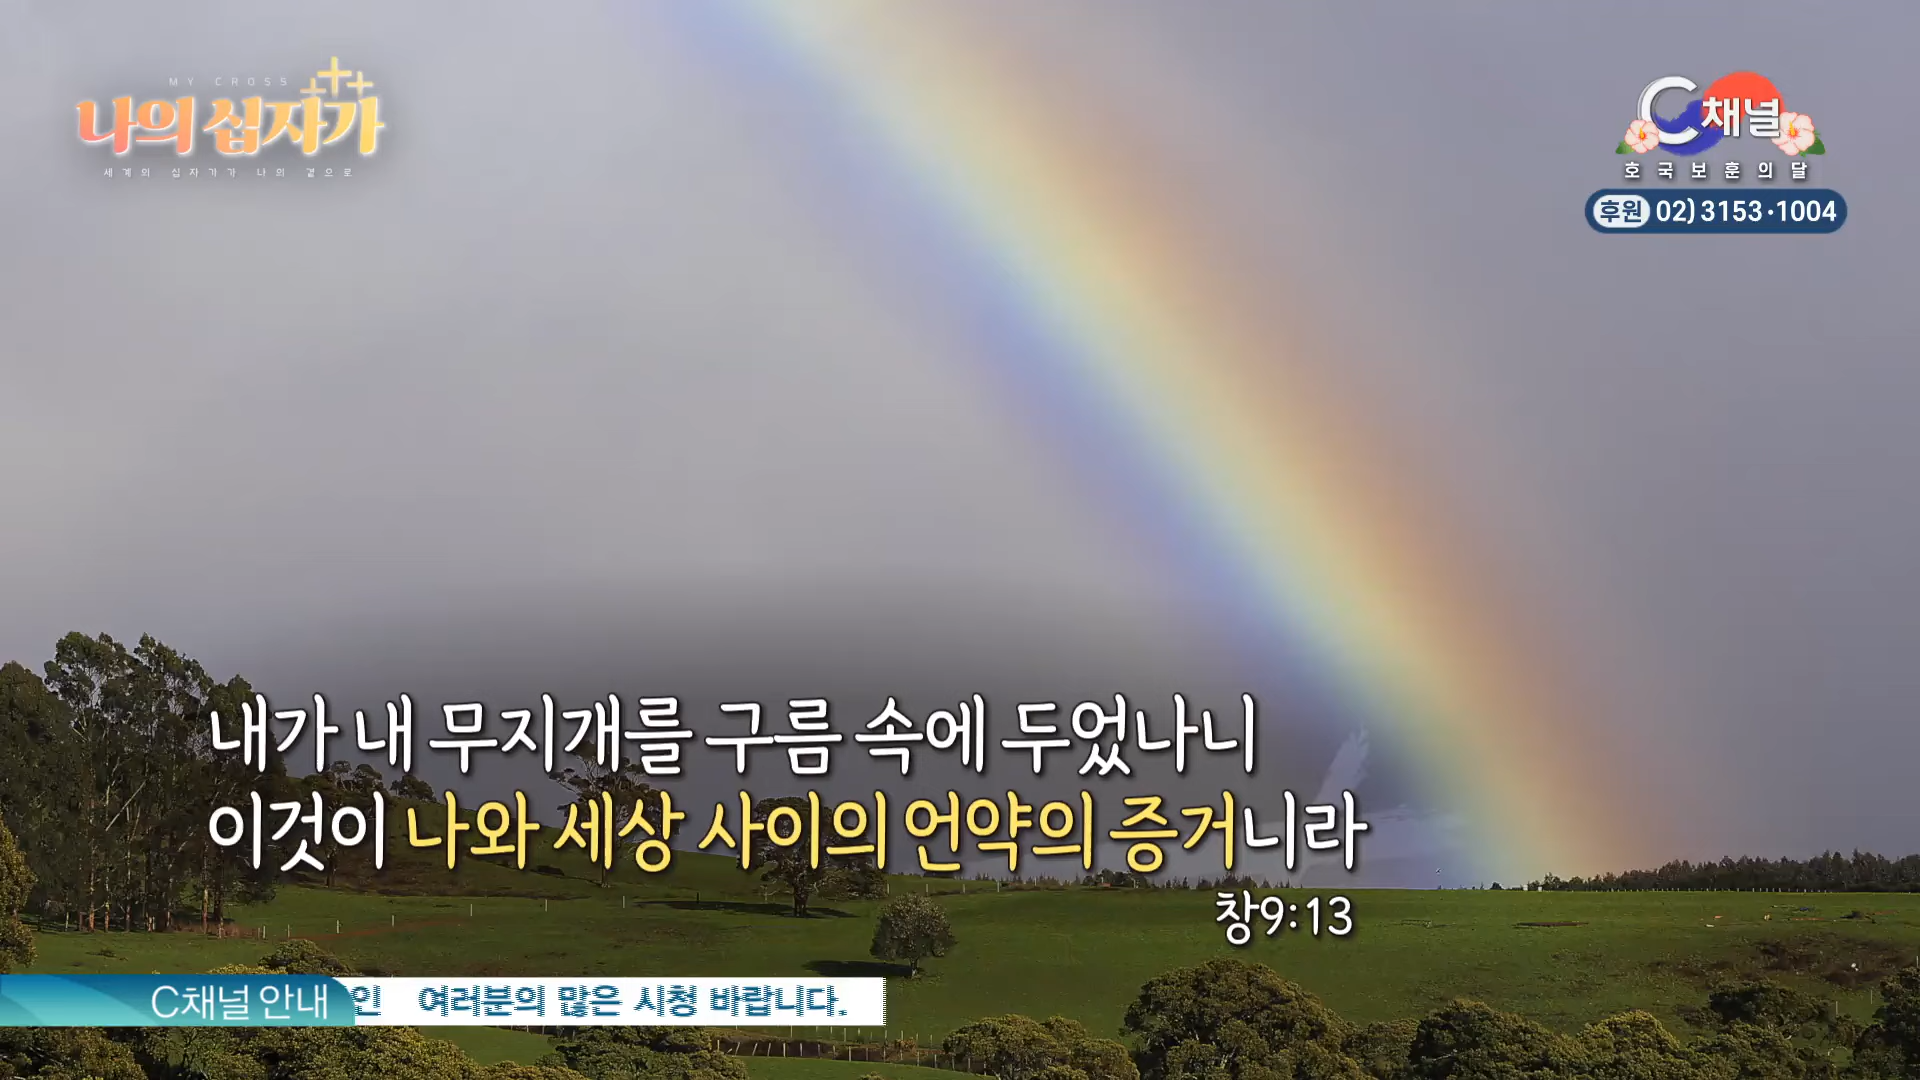 MY CROSS
나의 십자가
세계의 십자가가 나의 곁으로
C채널
호국보훈의달
후원 02)3153·1004
내가 내 무지개를 구름 속에 두었나니
이것이 나와 세상 사이의 언약의 증거니라
창9:13
C채널 안내
인 여러분의 많은 시청 바랍니다.